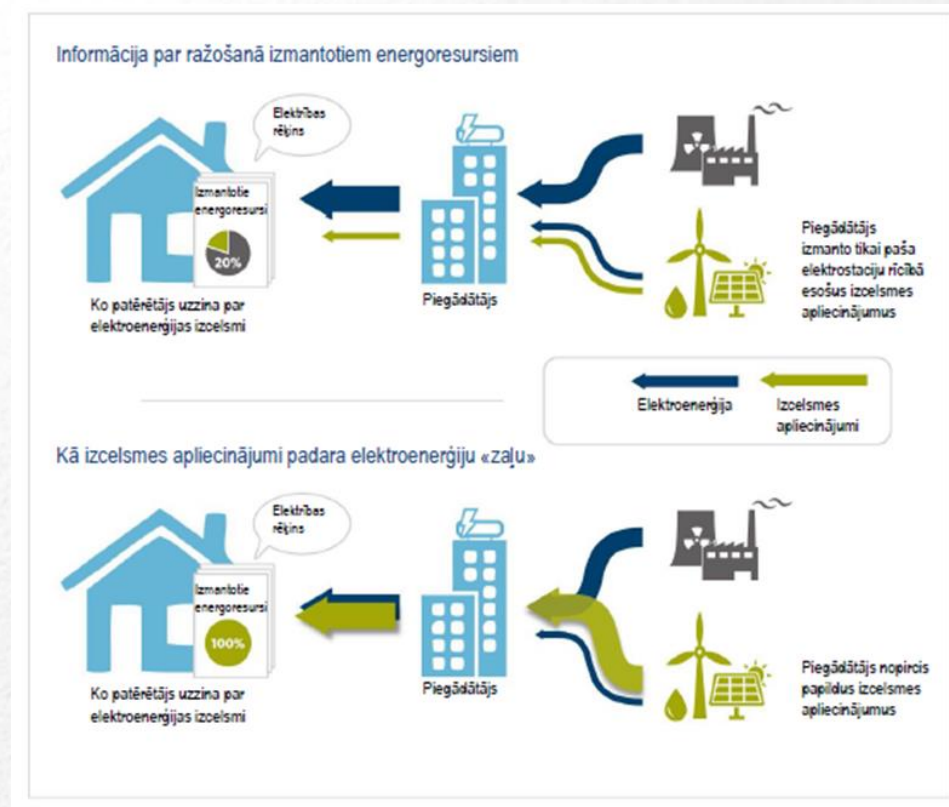 Informācija par ražošanā izmantotiem energoresursiem
Elektrības
rēķins
Izmantotie
energoresursi
20%
Ko patērētājs uzzina par
elektroenerģijas izcelsmi
Piegādātājs
Piegādātājs
izmanto tikai paša
elektrostaciju rīcībā
esošus izcelsmes
apliecinājumus
Elektroenerģija
Izcelsmes
apliecinājumi
Kā izcelsmes apliecinājumi padara elektroenerģiju «zaļu»
Elektrības
rēķins
Izmantotie
energoresursi
100%
Ko patērētājs uzzina par
elektroenerģijas izcelsmi
Piegādātājs
Piegādātājs nopircis
papildus izcelsmes
apliecinājumus